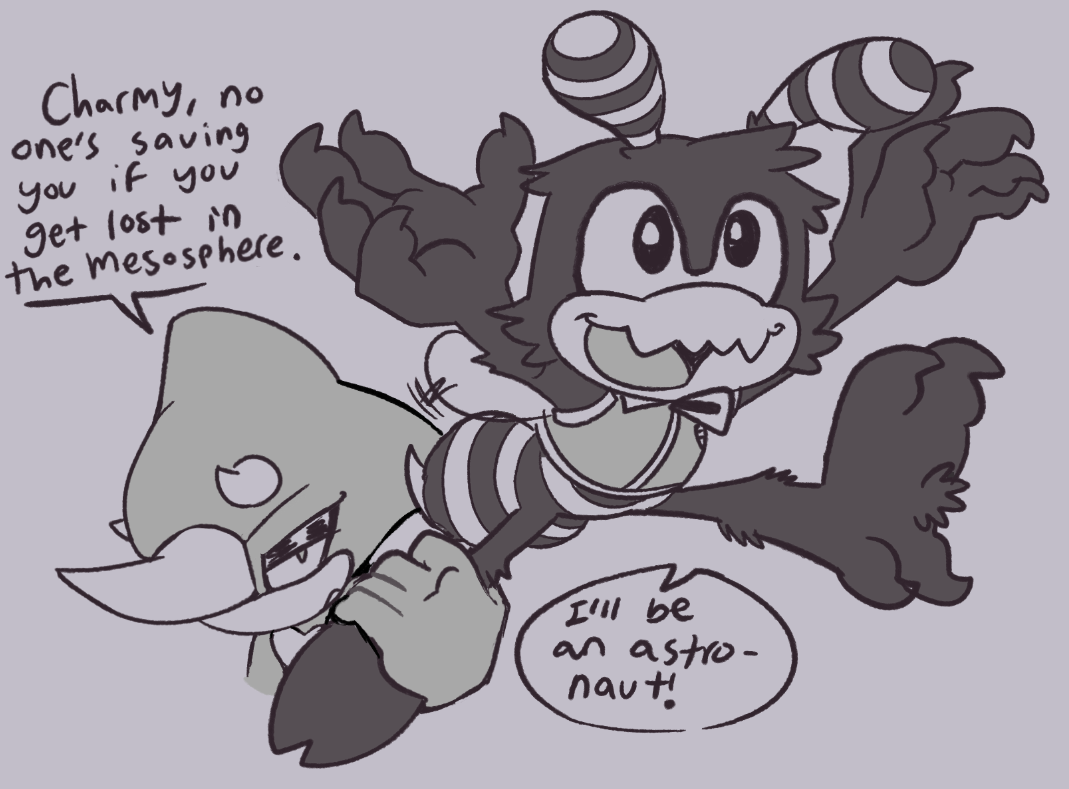 Charmy, no
one's saving
you if you
get lost in
the mesosphere.
I'll be
an astro-
naut!